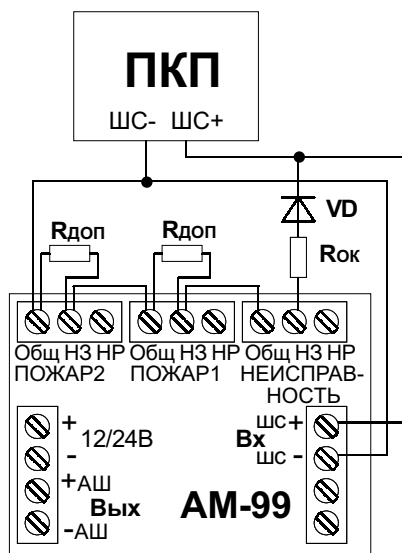 ПКП
ШС- ШС+
VD
Rдоп Rдоп
Rок
Общ НЗ НР Общ НЗ НР Общ НЗ НР
ПОЖАР2 ПОЖАР1 НЕИСПРАВ-
НОСТЬ
+ 12/24В
-
+АШ
Вых
-АШ
Вх
ШС +
ШС -
АМ-99